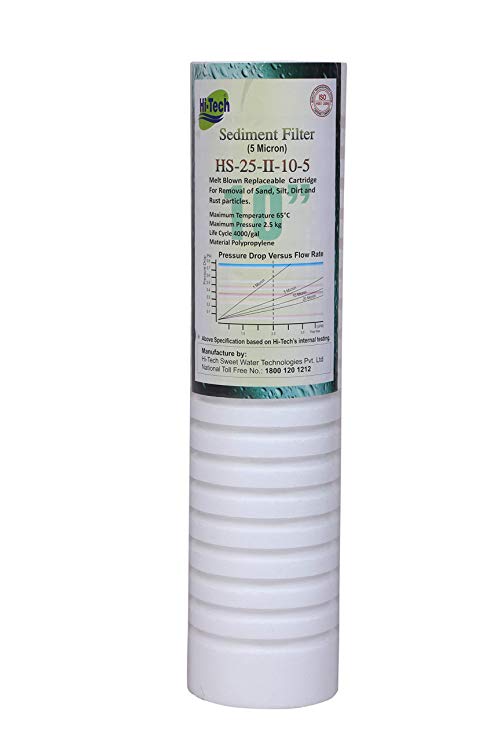 Hi-Tech
ISO
Sediment Filter
(5 Micron)
HS-25-II-10-5
10"
Melt Blown Replaceable Cartridge
For Removal of Sand, Silt, Dirt and
Rust particles.
Maximum Temperature 65°C
Maximum Pressure 2.5 kg
Life Cycle 4000/gal
Material Polypropylene
Pressure Drop Versus Flow Rate
Above Specification based on Hi-Tech's internal testing.
Manufacture by:
Hi-Tech Sweet Water Technologies Pvt. Ltd
National Toll Free No.: 1800 120 1212